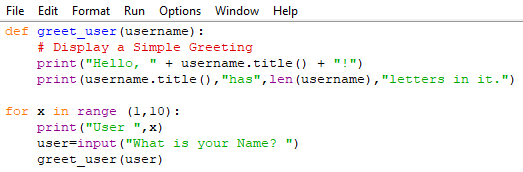 File Edit Format Run Options Window Help
def greet_user(username):
    # Display a Simple Greeting
    print("Hello, " + username.title() + "!")
    print(username.title(),"has",len(username),"letters in it.")

for x in range (1,10):
    print("User ",x)
    user=input("What is your Name? ")
    greet_user(user)